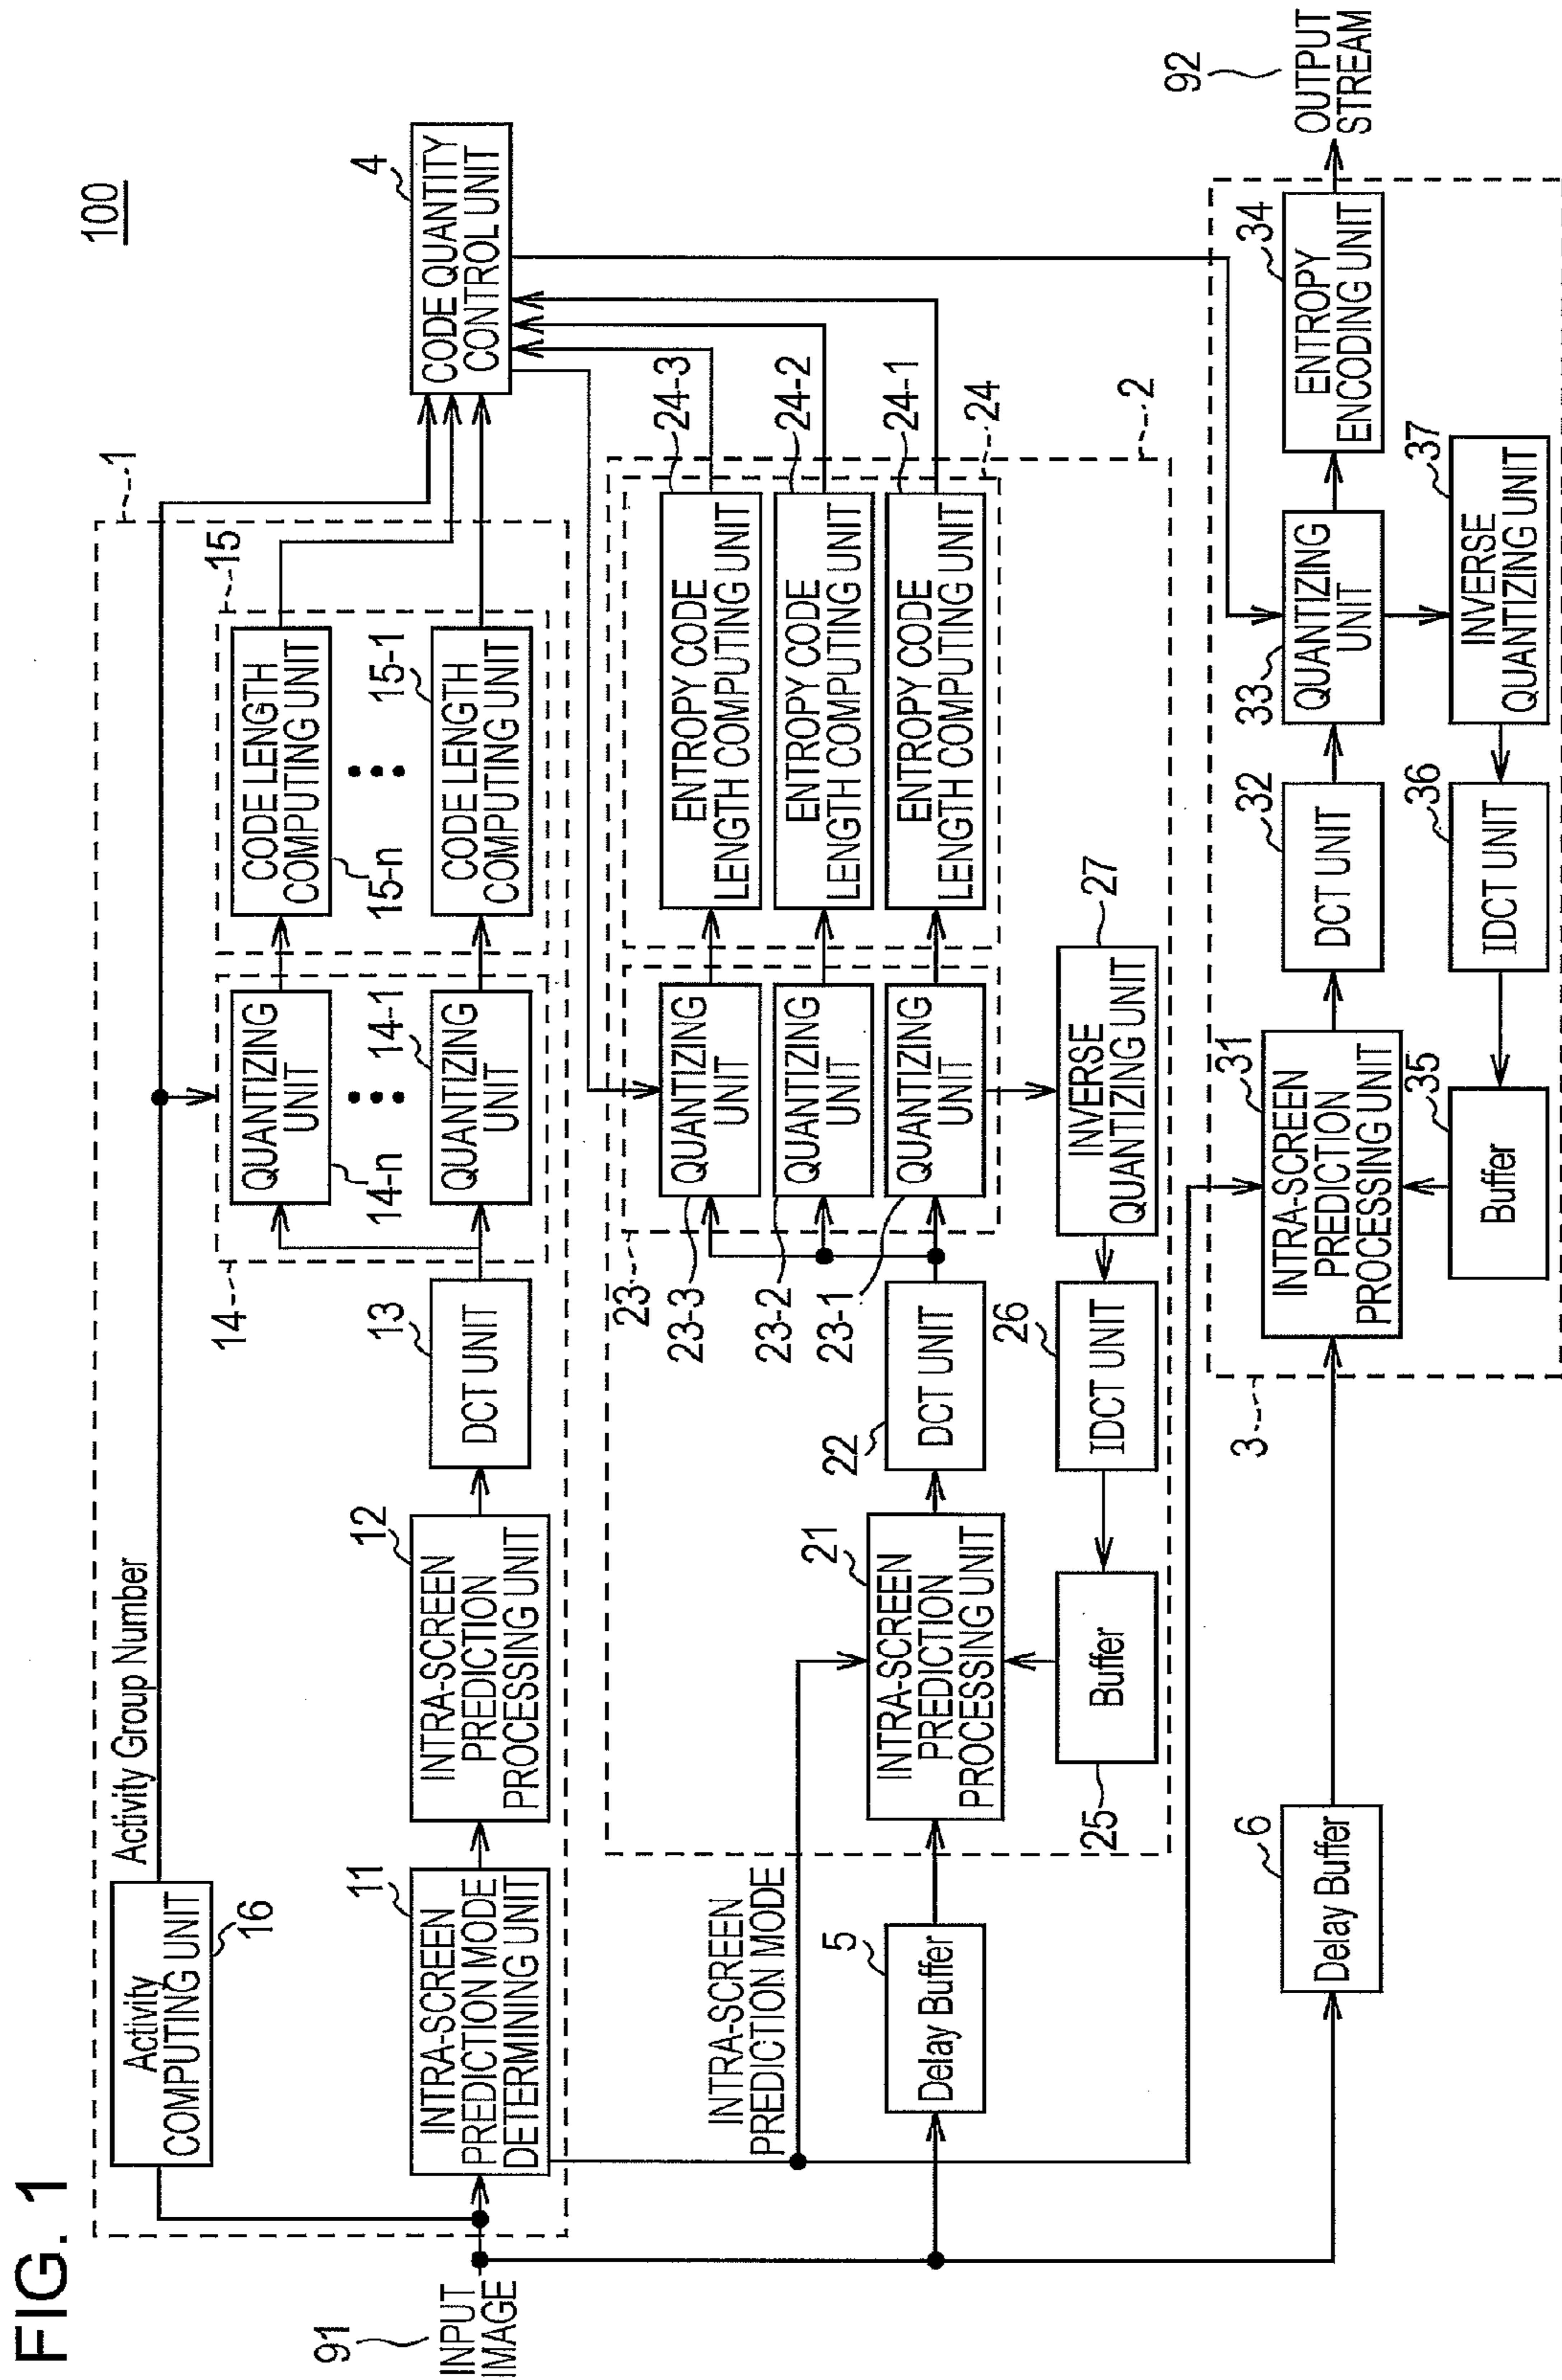 FIG. 1
100
91
INPUT
IMAGE
Activity
COMPUTING UNIT
16
Activity Group Number
1
11
INTRA-SCREEN
PREDICTION MODE
DETERMINING UNIT
12
INTRA-SCREEN
PREDICTION
PROCESSING UNIT
13
DCT UNIT
14
QUANTIZING
UNIT
14-n
14-1
QUANTIZING
UNIT
15
CODE LENGTH
COMPUTING UNIT
15-n
15-1
CODE LENGTH
COMPUTING UNIT
4
CODE QUANTITY
CONTROL UNIT
INTRA-SCREEN
PREDICTION MODE
5
Delay Buffer
2
21
INTRA-SCREEN
PREDICTION
PROCESSING UNIT
22
DCT UNIT
23
23-3
QUANTIZING
UNIT
23-2
QUANTIZING
UNIT
23-1
QUANTIZING
UNIT
24-3
ENTROPY CODE
LENGTH COMPUTING UNIT
24-2
ENTROPY CODE
LENGTH COMPUTING UNIT
24-1
ENTROPY CODE
LENGTH COMPUTING UNIT
24
25
Buffer
26
IDCT UNIT
27
INVERSE
QUANTIZING UNIT
6
Delay Buffer
3
31
INTRA-SCREEN
PREDICTION
PROCESSING UNIT
32
DCT UNIT
33
QUANTIZING
UNIT
34
ENTROPY
ENCODING UNIT
35
Buffer
36
IDCT UNIT
37
INVERSE
QUANTIZING UNIT
92
OUTPUT
STREAM